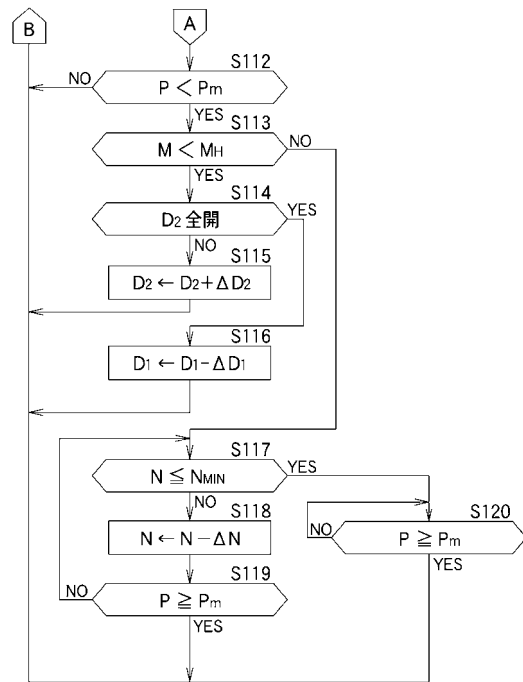 B
A
S112
NO
P < Pm
YES
S113
NO
M < MH
YES
S114
YES
D2 全開
NO
S115
D2 ← D2+ΔD2
S116
D1 ← D1-ΔD1
S117
YES
N ≦ NMIN
NO
S118
N ← N-ΔN
S120
NO
P ≧ Pm
YES
S119
NO
P ≧ Pm
YES